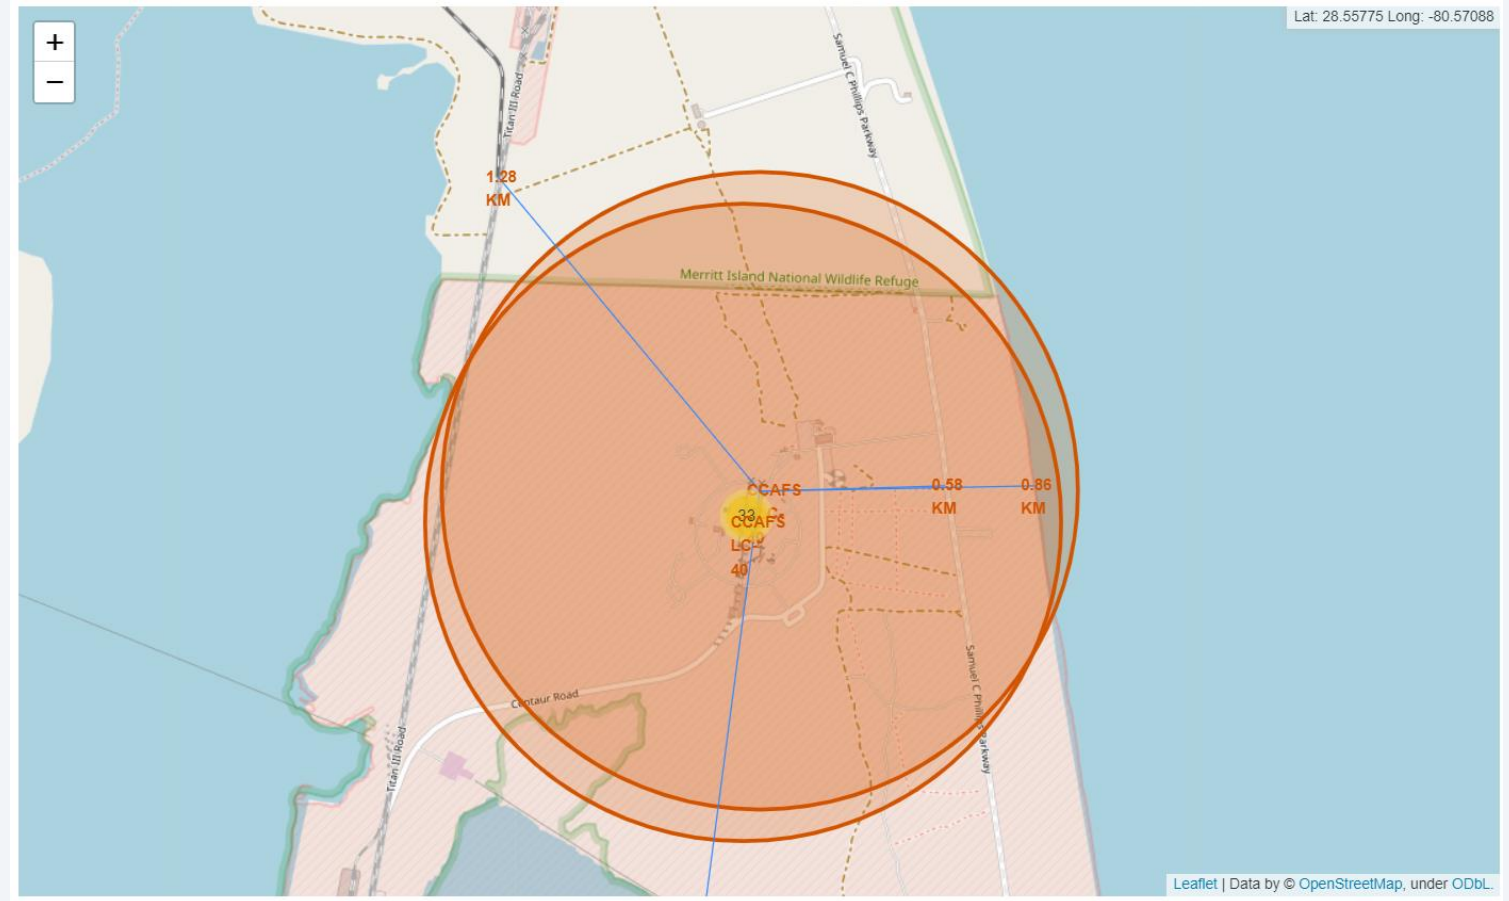 +
−
Lat: 28.55775 Long: -80.57088
Samuel C Phillips Parkway
Titan III Road
1.28
KM
Merritt Island National Wildlife Refuge
CCAFS
0.58
KM
0.86
KM
33
CCAFS
LC-
40
Samuel C Phillips Parkway
Centaur Road
Titan III Road
Leaflet | Data by © OpenStreetMap, under ODbL.